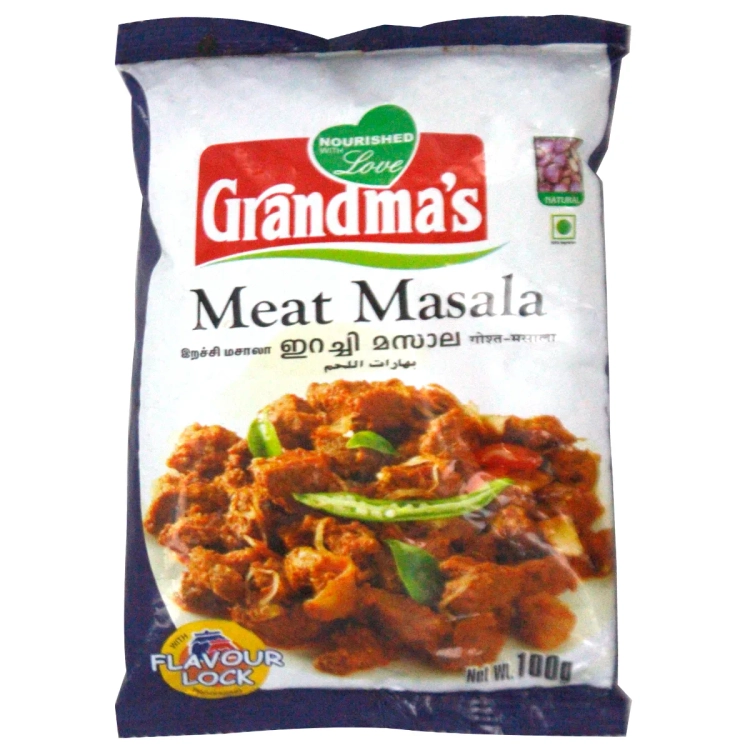 NOURISHED
WITH
Love
Grandma's
NATURAL
Meat Masala
இறச்சி மசாலா ഇറച്ചി മസാല गोश्त-मसाला
بهارات اللحم
WITH
FLAVOUR
LOCK
Net Wt. 100g